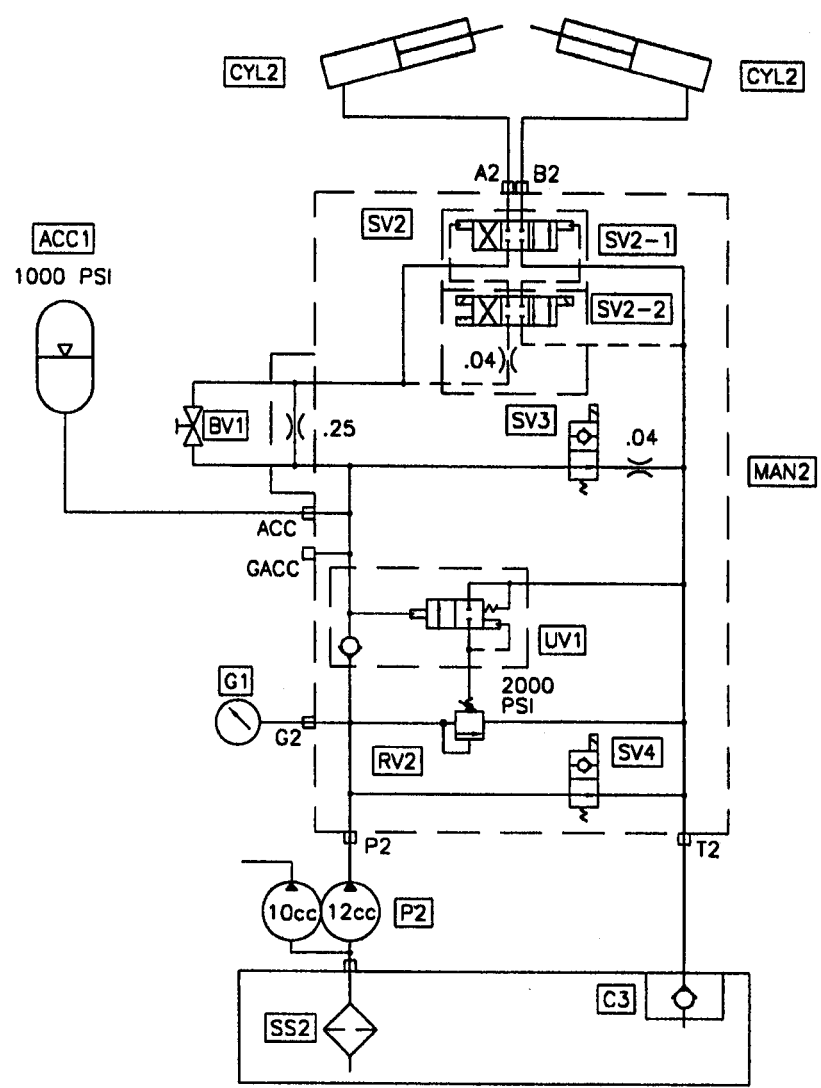 CYL2
CYL2
A2
B2
SV2
SV2-1
ACC1
1000 PSI
SV2-2
.04
BV1
.25
SV3
.04
MAN2
ACC
GACC
UV1
G1
2000
PSI
G2
RV2
SV4
P2
T2
10cc
12cc
P2
C3
SS2